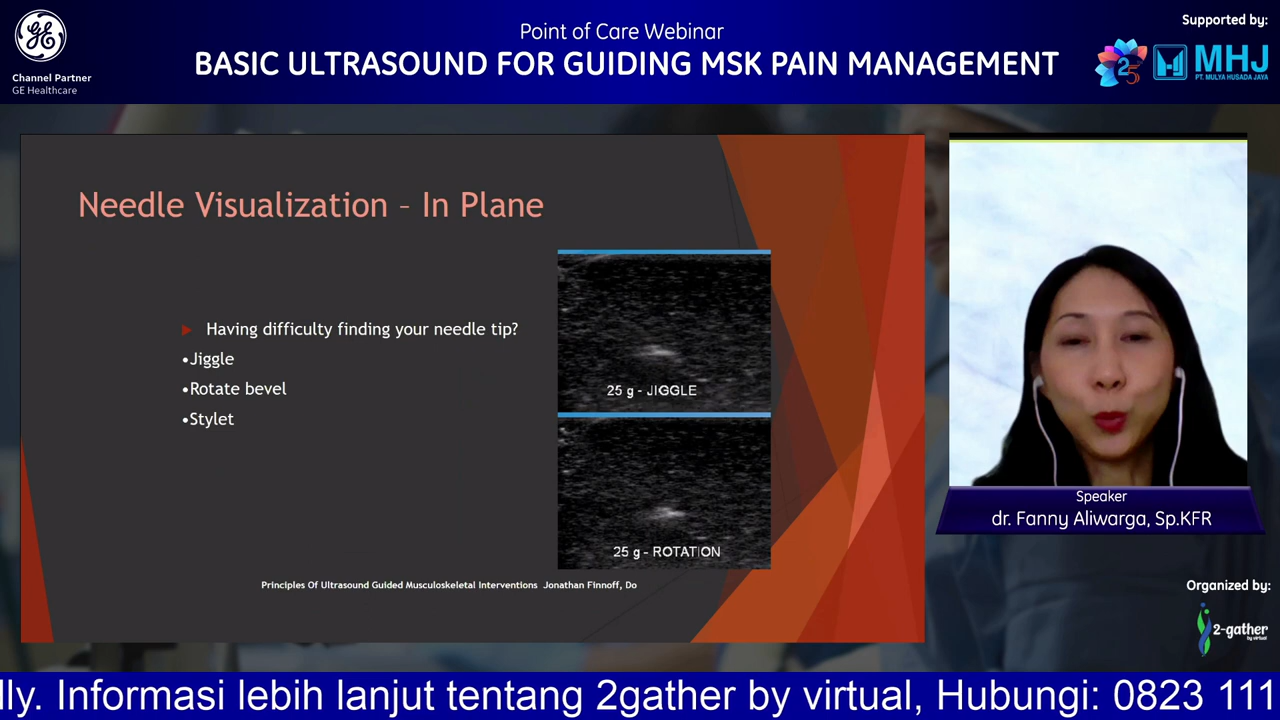 Point of Care Webinar
BASIC ULTRASOUND FOR GUIDING MSK PAIN MANAGEMENT
Channel Partner
GE Healthcare
Supported by:
25
MHJ
PT. MULYA HUSADA JAYA
Needle Visualization – In Plane
Having difficulty finding your needle tip?
•Jiggle
•Rotate bevel
•Stylet
25 g - JIGGLE
25 g - ROTATION
Principles Of Ultrasound Guided Musculoskeletal Interventions Jonathan Finnoff, Do
Speaker
dr. Fanny Aliwarga, Sp.KFR
Organized by:
2-gather
by virtual
lly. Informasi lebih lanjut tentang 2gather by virtual, Hubungi: 0823 111